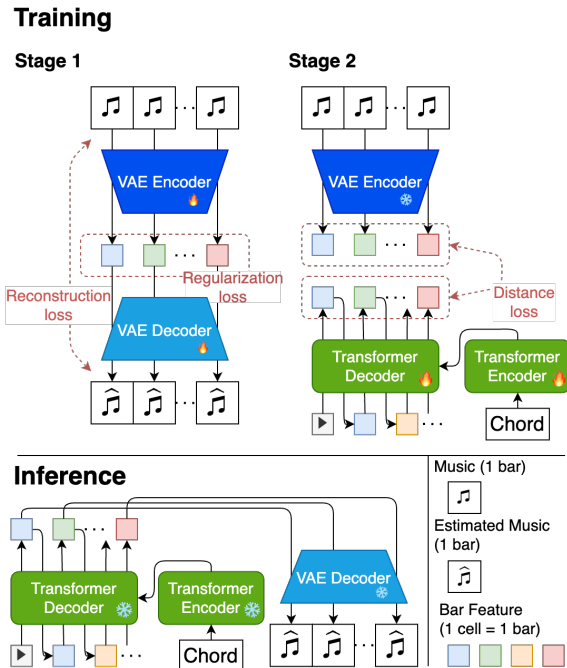 Training
Stage 1
Stage 2
VAE Encoder
VAE Encoder
Regularization
loss
Reconstruction
loss
Distance
loss
VAE Decoder
Transformer
Decoder
Transformer
Encoder
Chord
Inference
Transformer
Decoder
Transformer
Encoder
Chord
VAE Decoder
Music (1 bar)
Estimated Music
(1 bar)
Bar Feature
(1 cell = 1 bar)